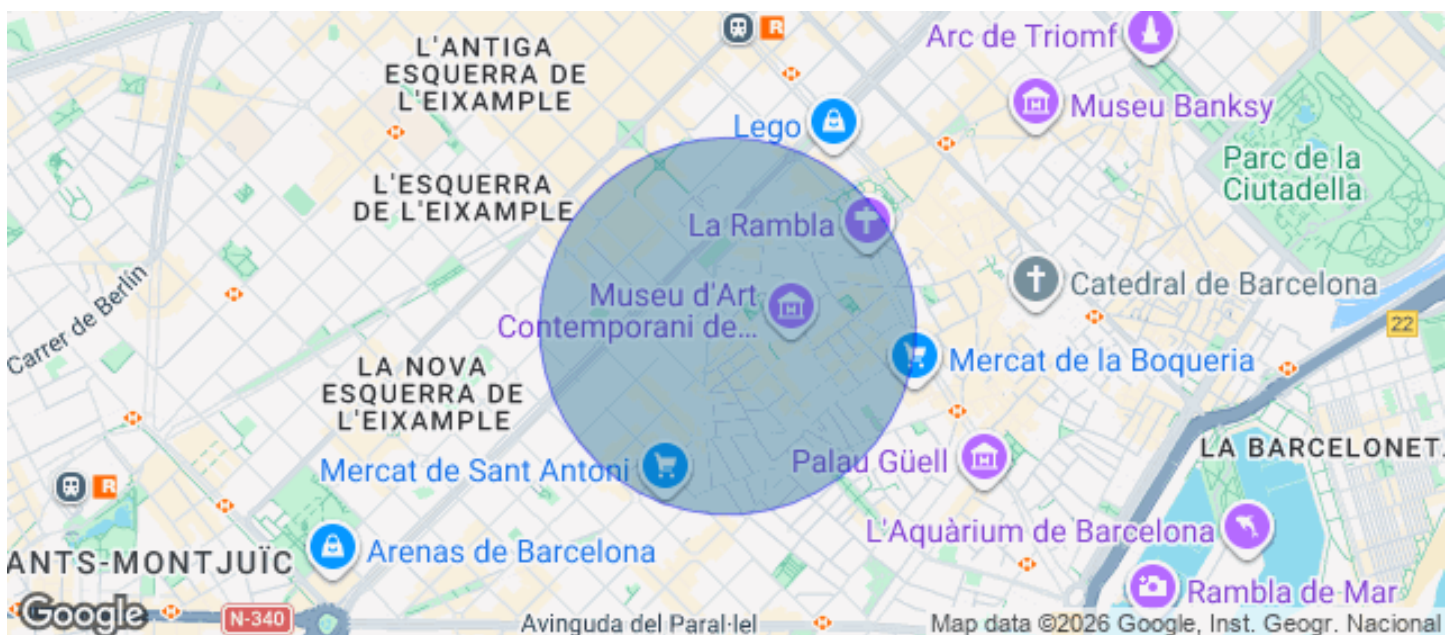 L'ANTIGA
ESQUERRA DE
L'EIXAMPLE
R
Arc de Triomf
Museu Banksy
Lego
Parc de la
Ciutadella
L'ESQUERRA
DE L'EIXAMPLE
La Rambla
Catedral de Barcelona
Carrer de Berlín
Museu d'Art
Contemporani de...
22
Mercat de la Boqueria
LA NOVA
ESQUERRA DE
L'EIXAMPLE
Mercat de Sant Antoni
Palau Güell
LA BARCELONET
R
L'Aquàrium de Barcelona
Arenas de Barcelona
ANTS-MONTJUÏC
Rambla de Mar
Google
N-340
Avinguda del Paral·lel
Map data ©2026 Google, Inst. Geogr. Nacional